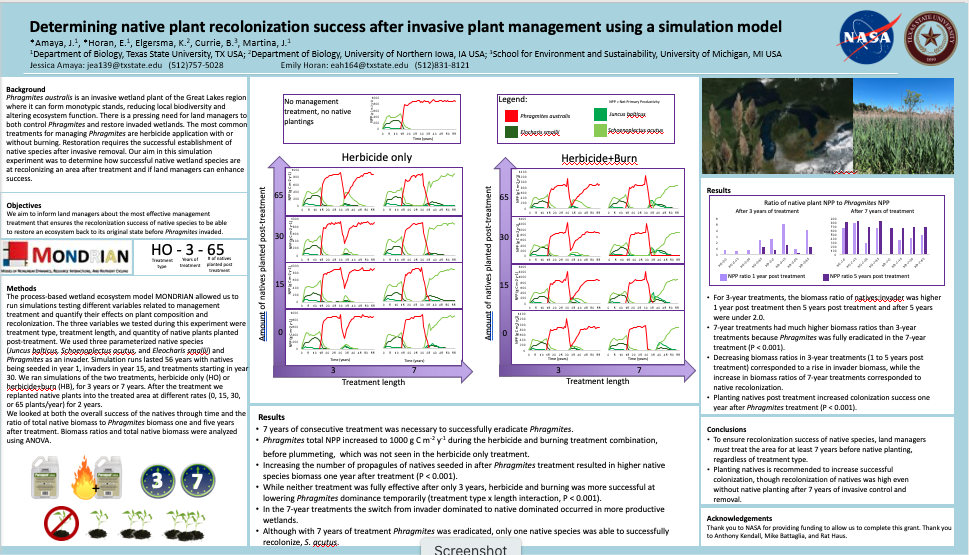 Determining native plant recolonization success after invasive plant management using a simulation model
*Amaya, J.¹, *Horan, E.¹, Elgersma, K.², Currie, B.³, Martina, J.¹
¹Department of Biology, Texas State University, TX USA; ²Department of Biology, University of Northern Iowa, IA USA; ³School for Environment and Sustainability, University of Michigan, MI USA
Jessica Amaya: jea139@txstate.edu (512)757-5028 Emily Horan: eah164@txstate.edu (512)831-8121
NASA
Background
Phragmites australis is an invasive wetland plant of the Great Lakes region
where it can form monotypic stands, reducing local biodiversity and
altering ecosystem function. There is a pressing need for land managers to
both control Phragmites and restore invaded wetlands. The most common
treatments for managing Phragmites are herbicide application with or
without burning. Restoration requires the successful establishment of
native species after invasive removal. Our aim in this simulation
experiment was to determine how successful native wetland species are
at recolonizing an area after treatment and if land managers can enhance
success.
Objectives
We aim to inform land managers about the most effective management
treatment that ensures the recolonization success of native species to be able
to restore an ecosystem back to its original state before Phragmites invaded.
MONDRIAN
HO - 3 - 65
Treatment type
Years of treatment
# of natives planted post treatment
Methods
The process-based wetland ecosystem model MONDRIAN allowed us to
run simulations testing different variables related to management
treatment and quantify their effects on plant composition and
recolonization. The three variables we tested during this experiment were
treatment type, treatment length, and quantity of native plants planted
post-treatment. We used three parameterized native species
(Juncus balticus, Schoenoplectus acutus, and Eleocharis smallii) and
Phragmites as an invader. Simulation runs lasted 56 years with natives
being seeded in year 1, invaders in year 15, and treatments starting in year
30. We ran simulations of the two treatments, herbicide only (HO) or
herbicide+burn (HB), for 3 years or 7 years. After the treatment we
replanted native plants into the treated area at different rates (0, 15, 30,
or 65 plants/year) for 2 years.
We looked at both the overall success of the natives through time and the
ratio of total native biomass to Phragmites biomass one and five years
after treatment. Biomass ratios and total native biomass were analyzed
using ANOVA.
+
3
7
No management
treatment, no native
plantings
Time (years)
Legend:
NPP = Net Primary Productivity
Phragmites australis
Juncus balticus
Eleocharis smallii
Schoenoplectus acutus
Herbicide only
Herbicide+Burn
Amount of natives planted post-treatment
65
30
15
0
Time (years)
Time (years)
3
7
Treatment length
Amount of natives planted post-treatment
65
30
15
0
Time (years)
Time (years)
3
7
Treatment length
Results
• 7 years of consecutive treatment was necessary to successfully eradicate Phragmites.
• Phragmites total NPP increased to 1000 g C m⁻² y⁻¹ during the herbicide and burning treatment combination,
before plummeting, which was not seen in the herbicide only treatment.
• Increasing the number of propagules of natives seeded in after Phragmites treatment resulted in higher native
species biomass one year after treatment (P < 0.001).
• While neither treatment was fully effective after only 3 years, herbicide and burning was more successful at
lowering Phragmites dominance temporarily (treatment type x length interaction, P < 0.001).
• In the 7-year treatments the switch from invader dominated to native dominated occurred in more productive
wetlands.
• Although with 7 years of treatment Phragmites was eradicated, only one native species was able to successfully
recolonize, S. acutus.
Results
Ratio of native plant NPP to Phragmites NPP
After 3 years of treatment
After 7 years of treatment
NPP ratio 1 year post treatment
NPP ratio 5 years post treatment
• For 3-year treatments, the biomass ratio of natives:invader was higher
1 year post treatment then 5 years post treatment and after 5 years
were under 2.0.
• 7-year treatments had much higher biomass ratios than 3-year
treatments because Phragmites was fully eradicated in the 7-year
treatment (P < 0.001).
• Decreasing biomass ratios in 3-year treatments (1 to 5 years post
treatment) corresponded to a rise in invader biomass, while the
increase in biomass ratios of 7-year treatments corresponded to
native recolonization.
• Planting natives post treatment increased colonization success one
year after Phragmites treatment (P < 0.001).
Conclusions
• To ensure recolonization success of native species, land managers
must treat the area for at least 7 years before native planting,
regardless of treatment type.
• Planting natives is recommended to increase successful
colonization, though recolonization of natives was high even
without native planting after 7 years of invasive control and
removal.
Acknowledgements
Thank you to NASA for providing funding to allow us to complete this grant. Thank you
to Anthony Kendall, Mike Battaglia, and Rat Haus.
Screenshot